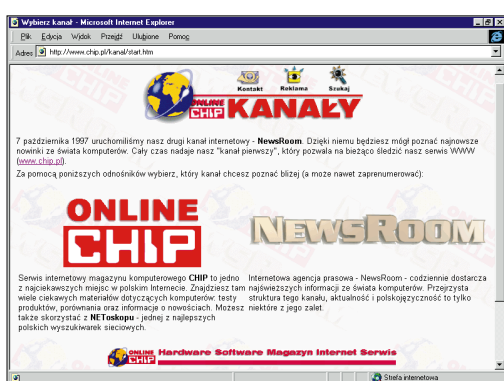 Wybierz kanał - Microsoft Internet Explorer
Plik Edycja Widok Przejdź Ulubione Pomoc
Adres http://www.chip.pl/kanal/start.htm
Kontakt Reklama Szukaj
ONLINE CHIP KANAŁY
7 października 1997 uruchomiliśmy nasz drugi kanał internetowy - NewsRoom. Dzięki niemu będziesz mógł poznać najnowsze
nowinki ze świata komputerów. Cały czas nadaje nasz "kanał pierwszy", który pozwala na bieżąco śledzić nasz serwis WWW
(www.chip.pl).
Za pomocą poniższych odnośników wybierz, który kanał chcesz poznać bliżej (a może nawet zaprenumerować):
ONLINE
CHIP
NEWSROOM
Serwis internetowy magazynu komputerowego CHIP to jedno
z najciekawszych miejsc w polskim Internecie. Znajdziesz tam
wiele ciekawych materiałów dotyczących komputerów: testy
produktów, porównania oraz informacje o nowościach. Możesz
także skorzystać z NEToskopu - jednej z najlepszych
polskich wyszukiwarek sieciowych.
Internetowa agencja prasowa - NewsRoom - codziennie dostarcza
najświeższych informacji ze świata komputerów. Przejrzysta
struktura tego kanału, aktualność i polskojęzyczność to tylko
niektóre z jego zalet.
ONLINE CHIP Hardware Software Magazyn Internet Serwis
Strefa internetowa